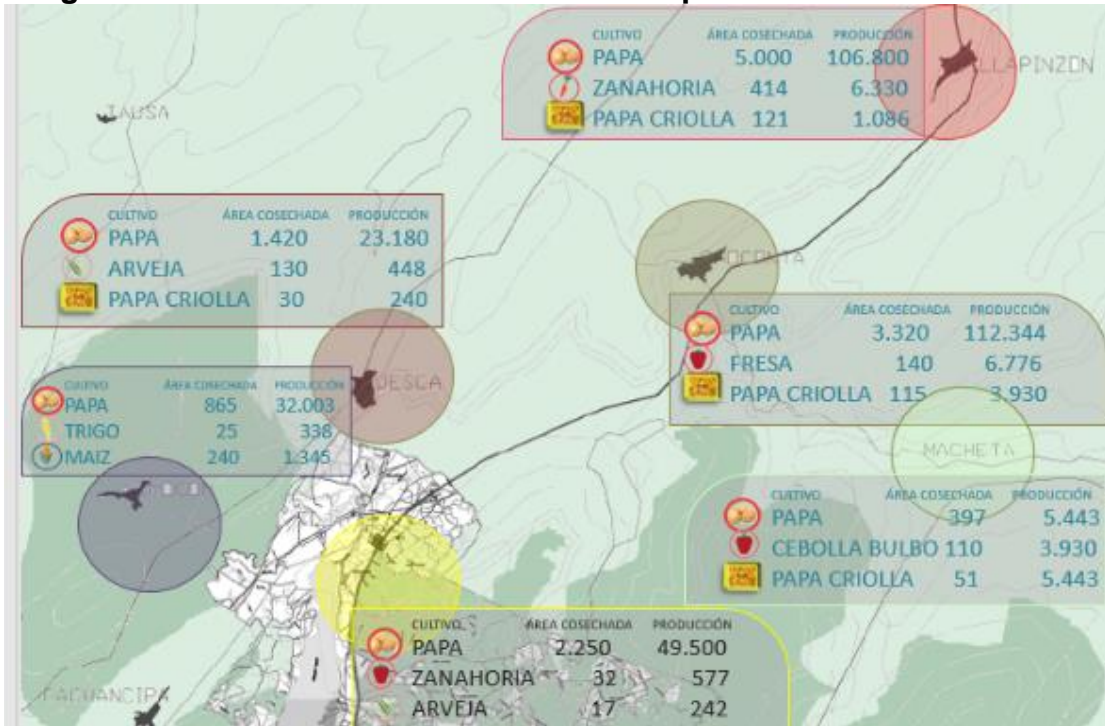 CULTIVO ÁREA COSECHADA PRODUCCIÓN
PAPA 5.000 106.800
ZANAHORIA 414 6.330
PAPA CRIOLLA 121 1.086
LLAPINZON
TAUSA
CULTIVO ÁREA COSECHADA PRODUCCIÓN
PAPA 1.420 23.180
ARVEJA 130 448
PAPA CRIOLLA 30 240
CULTIVO ÁREA COSECHADA PRODUCCIÓN
PAPA 3.320 112.344
FRESA 140 6.776
PAPA CRIOLLA 115 3.930
UESCA
CULTIVO ÁREA COSECHADA PRODUCCIÓN
PAPA 865 32.003
TRIGO 25 338
MAIZ 240 1.345
MACHETA
CULTIVO ÁREA COSECHADA PRODUCCIÓN
PAPA 397 5.443
CEBOLLA BULBO 110 3.930
PAPA CRIOLLA 51 5.443
CULTIVO ÁREA COSECHADA PRODUCCIÓN
PAPA 2.250 49.500
ZANAHORIA 32 577
ARVEJA 17 242